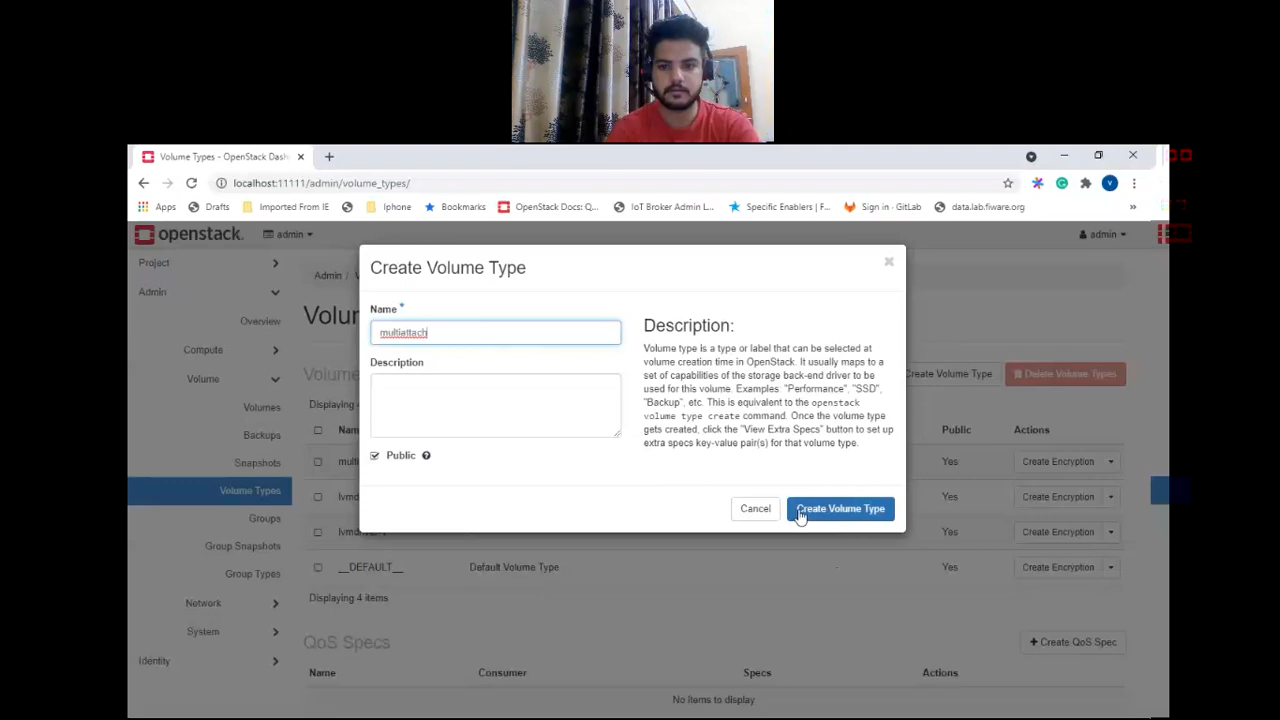 Volume Types - OpenStack Dash
localhost:11111/admin/volume_types/
Apps
Drafts
Imported From IE
Iphone
Bookmarks
OpenStack Docs: Q...
IoT Broker Admin L...
Specific Enablers | F...
Sign in · GitLab
data.lab.fiware.org
»
V
openstack.
admin
admin
Project
Admin
Overview
Compute
Volume
Volumes
Backups
Snapshots
Volume Types
Groups
Group Snapshots
Group Types
Network
System
Identity
Admin /
Create Volume Type
Name *
multiattach
Description
Public
Description:
Volume type is a type or label that can be selected at
volume creation time in OpenStack. It usually maps to a
set of capabilities of the storage back-end driver to be
used for this volume. Examples: "Performance", "SSD",
"Backup", etc. This is equivalent to the openstack
volume type create command. Once the volume type
gets created, click the "View Extra Specs" button to set up
extra specs key-value pair(s) for that volume type.
Cancel
Create Volume Type
Create Volume Type
Delete Volume Types
Public
Actions
Yes
Create Encryption
Yes
Create Encryption
Yes
Create Encryption
__DEFAULT__
Default Volume Type
-
Yes
Create Encryption
Displaying 4 items
QoS Specs
+ Create QoS Spec
Name
Consumer
Specs
Actions
No items to display